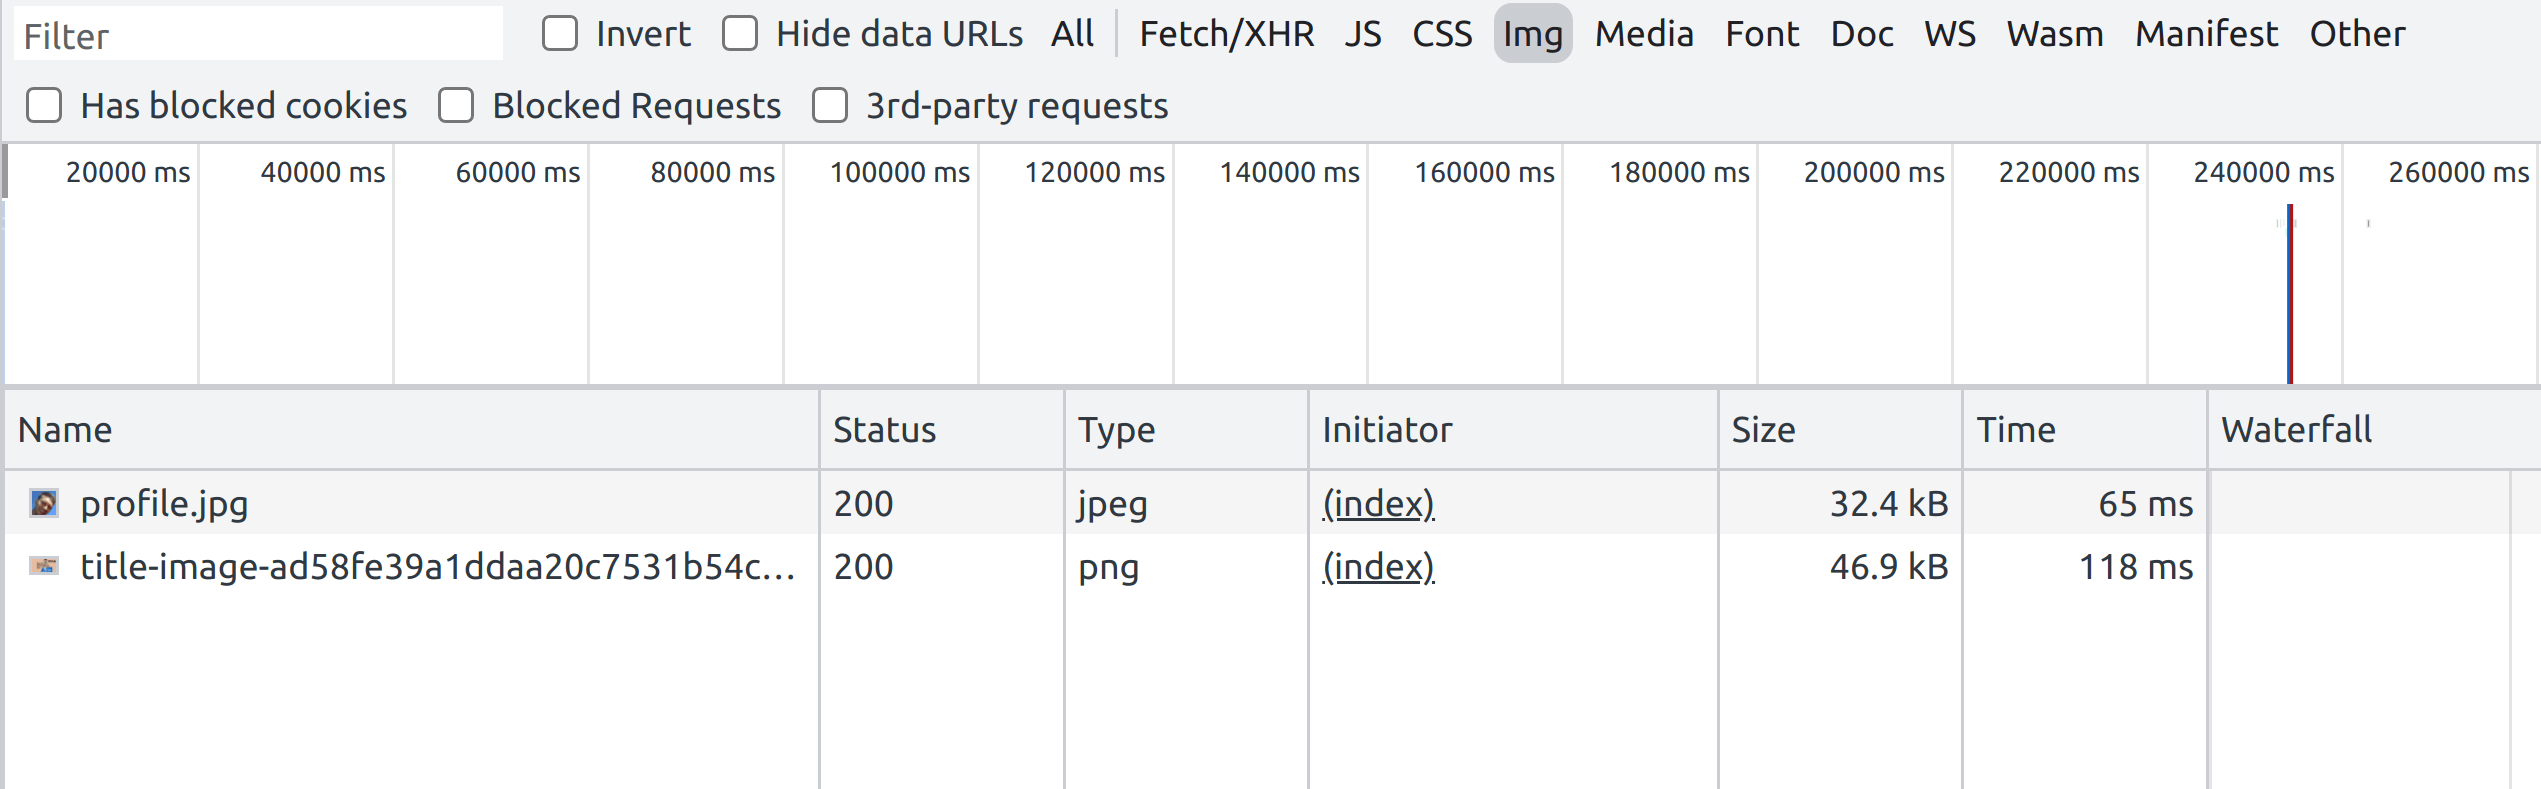 Filter Invert Hide data URLs All Fetch/XHR JS CSS Img Media Font Doc WS Wasm Manifest Other
Has blocked cookies Blocked Requests 3rd-party requests
20000 ms 40000 ms 60000 ms 80000 ms 100000 ms 120000 ms 140000 ms 160000 ms 180000 ms 200000 ms 220000 ms 240000 ms 260000 ms
Name Status Type Initiator Size Time Waterfall
profile.jpg 200 jpeg (index) 32.4 kB 65 ms
title-image-ad58fe39a1ddaa20c7531b54c... 200 png (index) 46.9 kB 118 ms